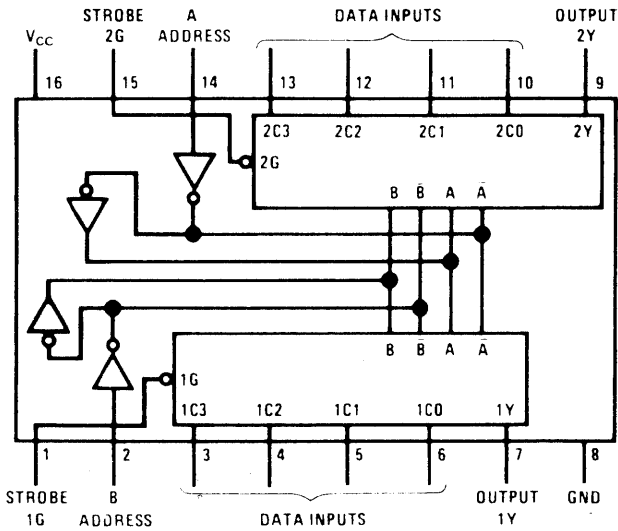 STROBE A DATA INPUTS OUTPUT
VCC 2G ADDRESS 2Y
16 15 14 13 12 11 10 9
2C3 2C2 2C1 2C0 2Y
2G
B B̄ A Ā
B B̄ A Ā
1G
1C3 1C2 1C1 1C0 1Y
1 2 3 4 5 6 7 8
STROBE B DATA INPUTS OUTPUT GND
1G ADDRESS 1Y